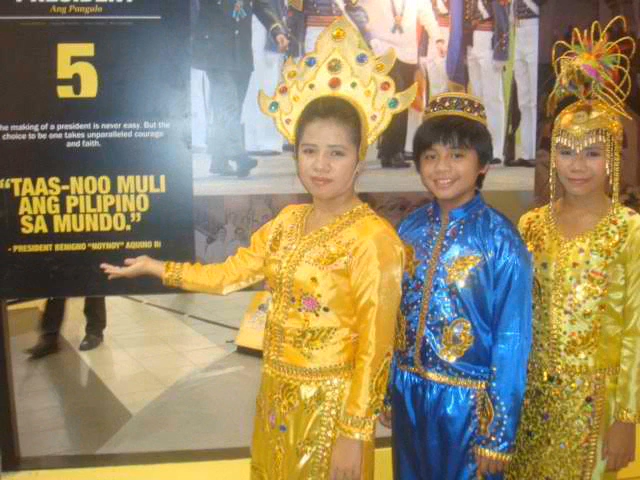 PRESIDENT
Ang Pangulo
5
The making of a president is never easy. But the
choice to be one takes unparalleled courage
and faith.
“TAAS-NOO MULI
ANG PILIPINO
SA MUNDO.”
- PRESIDENT BENIGNO "NOYNOY" AQUINO III